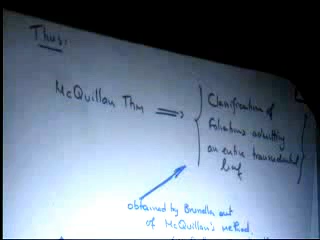 Thus:
McQuillan Thm ⟹ { Classification of
foliations admitting
an entire transcendental
leaf }
obtained by Brunella out
of McQuillan's method.